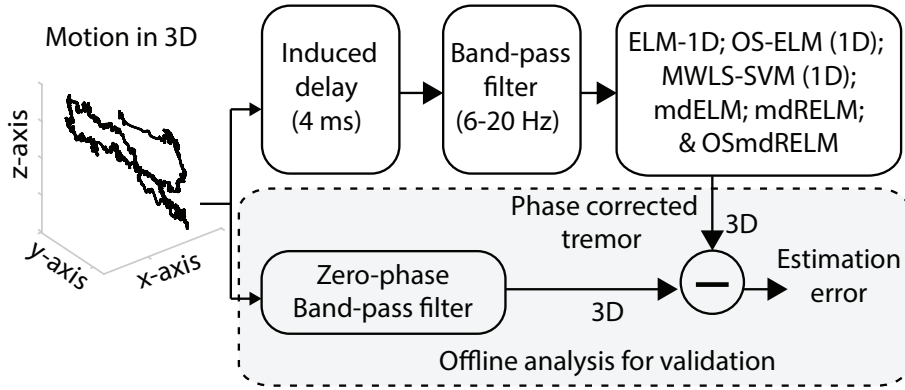 Motion in 3D
z-axis
y-axis
x-axis
Induced
delay
(4 ms)
Band-pass
filter
(6-20 Hz)
ELM-1D; OS-ELM (1D);
MWLS-SVM (1D);
mdELM; mdRELM;
& OSmdRELM
Phase corrected
tremor
3D
Zero-phase
Band-pass filter
3D
Estimation
error
Offline analysis for validation